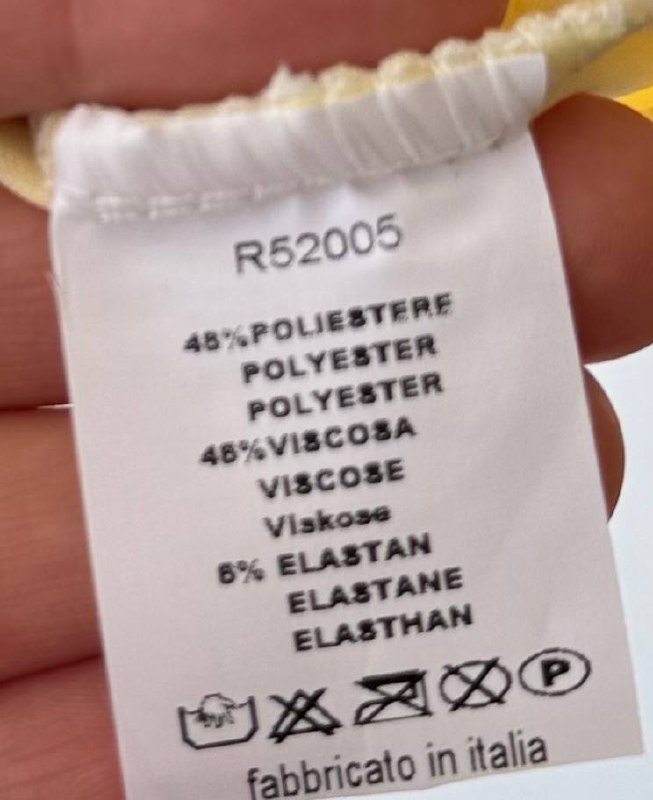 R52005
48%POLIESTERE
POLYESTER
POLYESTER
46%VISCOSA
VISCOSE
Viskose
6% ELASTAN
ELASTANE
ELASTHAN
P
fabbricato in italia